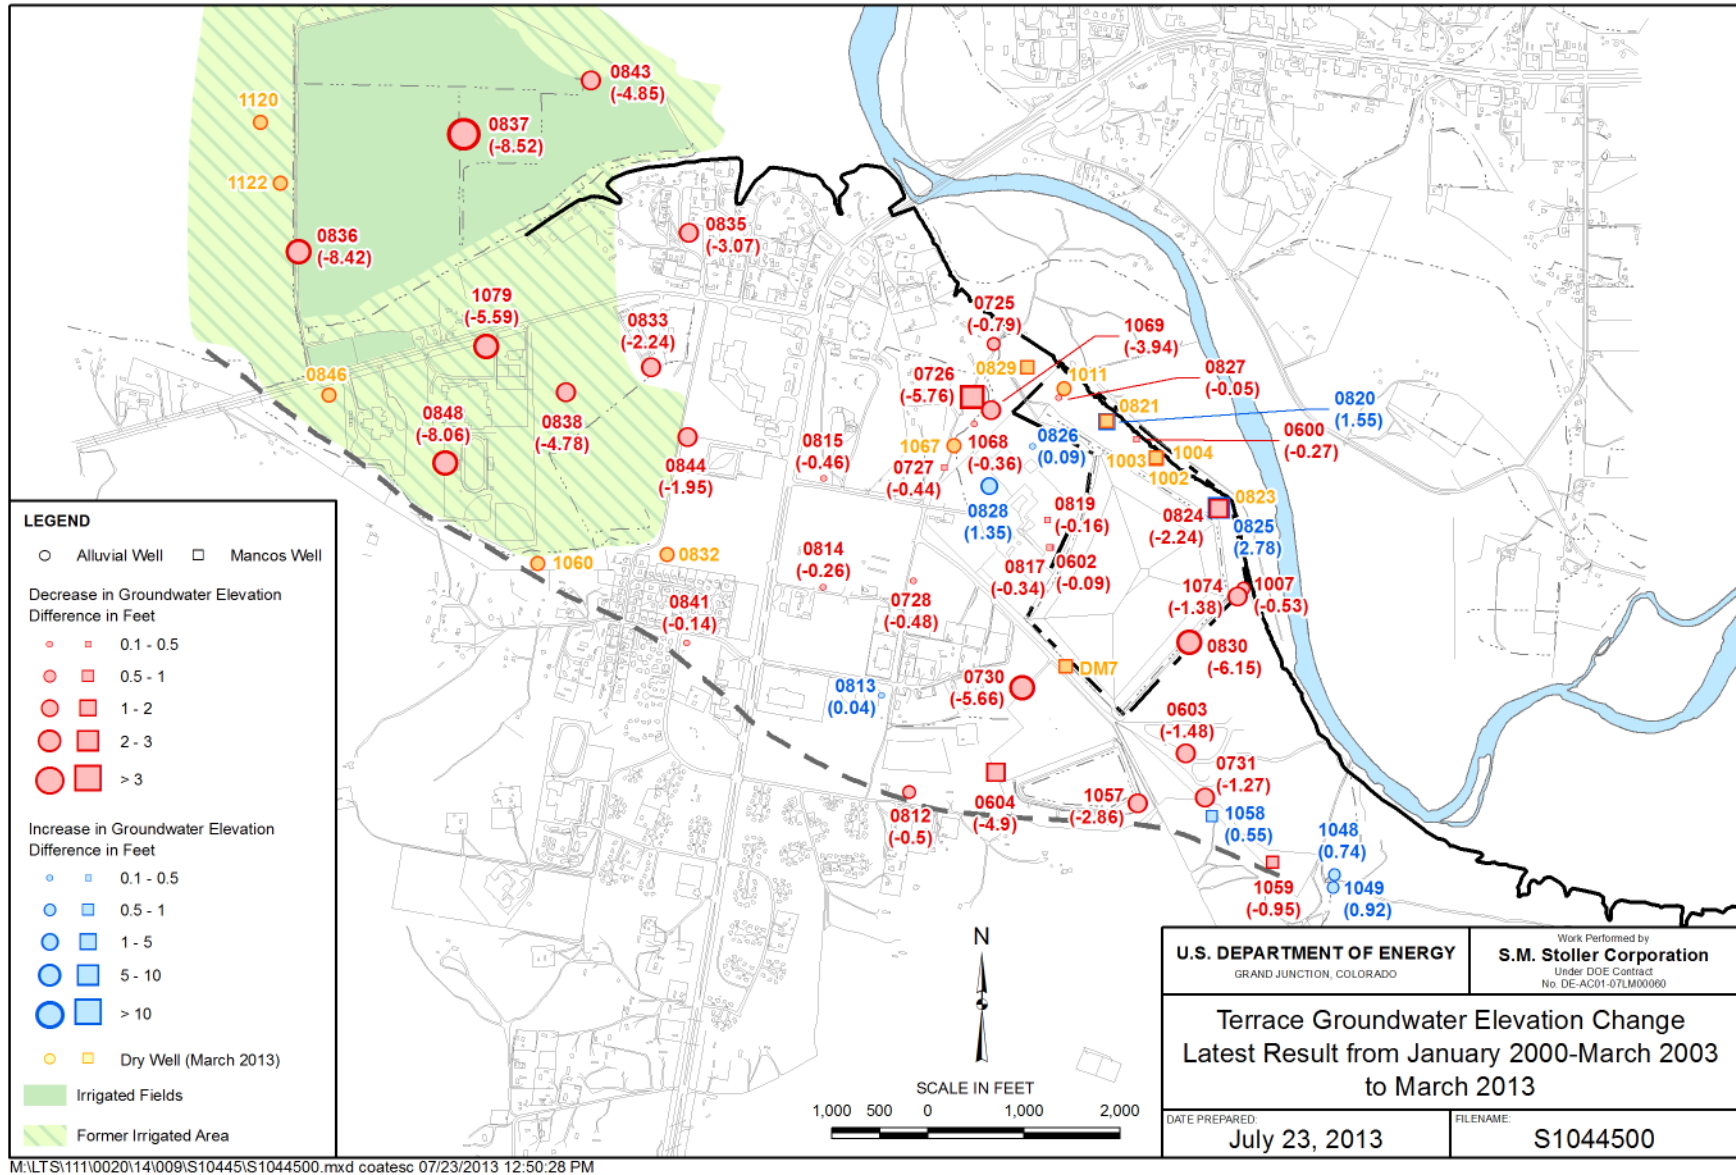 0843
(-4.85)
1120
0837
(-8.52)
1122
0836
(-8.42)
0835
(-3.07)
1079
(-5.59)
0833
(-2.24)
0725
(-0.79)
1069
(-3.94)
0829
1011
0827
(-0.05)
0846
0726
(-5.76)
0820
(1.55)
0821
0848
(-8.06)
0838
(-4.78)
0844
(-1.95)
0815
(-0.46)
1067
1068
(-0.36)
0826
(0.09)
0600
(-0.27)
1003
1004
1002
0727
(-0.44)
0828
(1.35)
0819
(-0.16)
0824
(-2.24)
0823
0825
(2.78)
1060
0832
0814
(-0.26)
0817
(-0.34)
0602
(-0.09)
1074
(-1.38)
1007
(-0.53)
0841
(-0.14)
0728
(-0.48)
0830
(-6.15)
0813
(0.04)
0730
(-5.66)
DM7
0603
(-1.48)
0731
(-1.27)
0812
(-0.5)
0604
(-4.9)
1057
(-2.86)
1058
(0.55)
1048
(0.74)
1059
(-0.95)
1049
(0.92)
LEGEND
Alluvial Well
Mancos Well
Decrease in Groundwater Elevation
Difference in Feet
0.1 - 0.5
0.5 - 1
1 - 2
2 - 3
> 3
Increase in Groundwater Elevation
Difference in Feet
0.1 - 0.5
0.5 - 1
1 - 5
5 - 10
> 10
Dry Well (March 2013)
Irrigated Fields
Former Irrigated Area
N
SCALE IN FEET
1,000 500 0 1,000 2,000
U.S. DEPARTMENT OF ENERGY
GRAND JUNCTION, COLORADO
Work Performed by
S.M. Stoller Corporation
Under DOE Contract
No. DE-AC01-07LM00060
Terrace Groundwater Elevation Change
Latest Result from January 2000-March 2003
to March 2013
DATE PREPARED:
July 23, 2013
FILENAME:
S1044500
M:\LTS\111\0020\14\009\S10445\S1044500.mxd coatesc 07/23/2013 12:50:28 PM